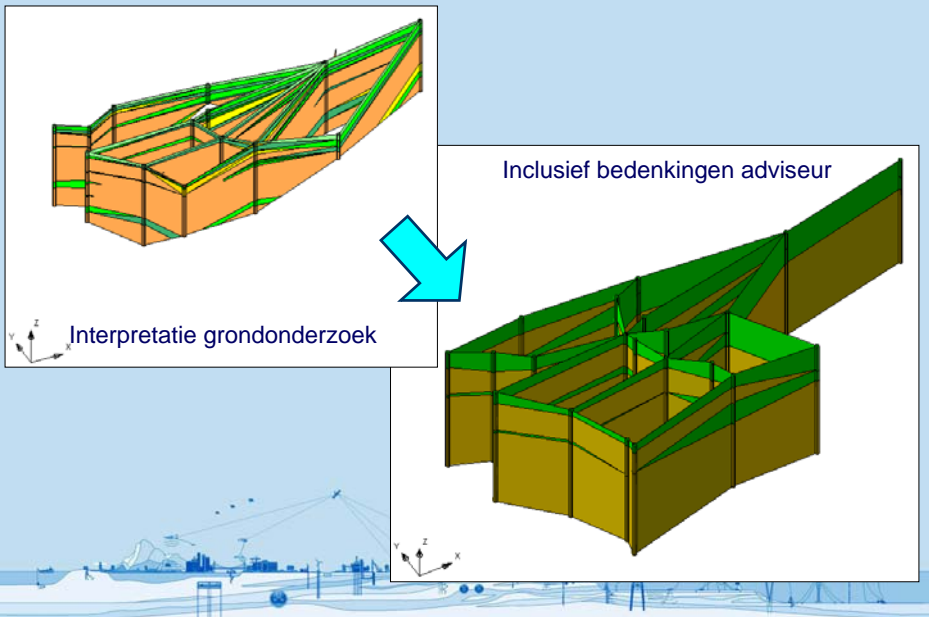 Inclusief bedenkingen adviseur
Z
Y
X
Interpretatie grondonderzoek
Z
Y
X